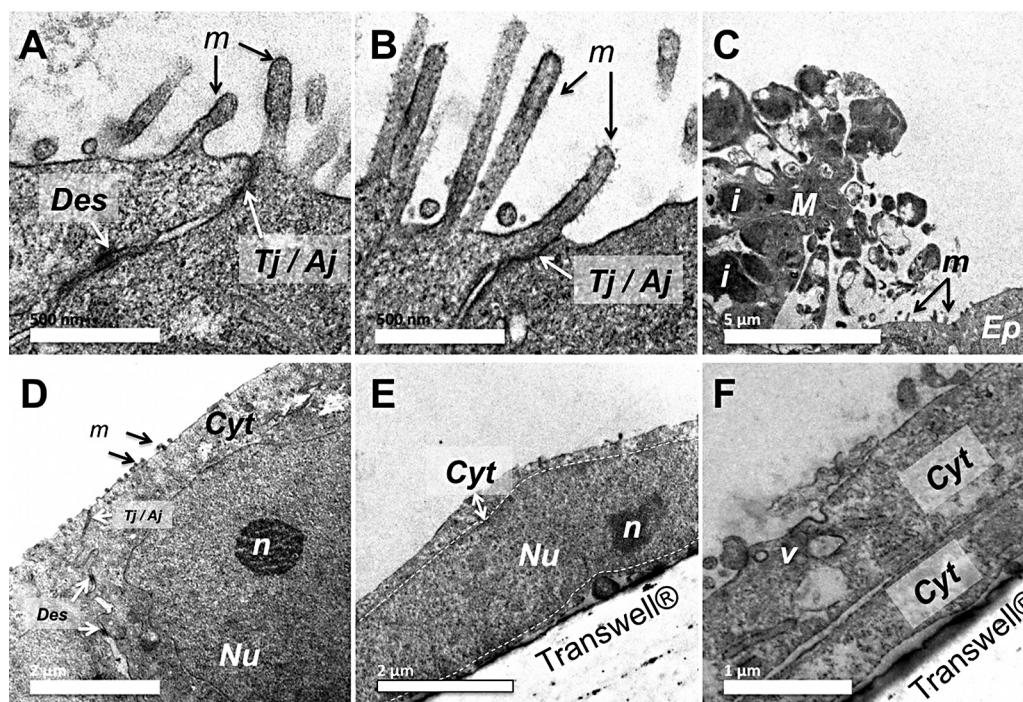 A
m
Des
Tj / Aj
500 nm
B
m
Tj / Aj
500 nm
C
i
M
i
m
5 µm
Ep
D
Cyt
m
Tj / Aj
n
Des
Nu
2 µm
E
Cyt
n
Nu
Transwell®
2 µm
F
Cyt
v
Cyt
1 µm
Transwell®